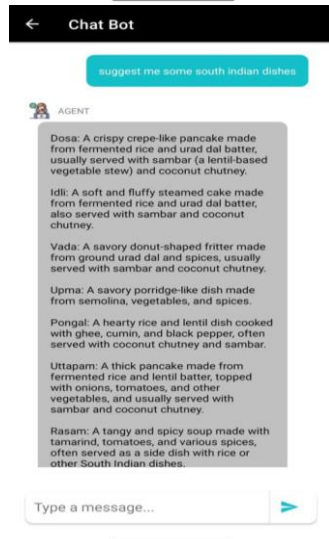 Chat Bot
suggest me some south indian dishes
AGENT
Dosa: A crispy crepe-like pancake made
from fermented rice and urad dal batter,
usually served with sambar (a lentil-based
vegetable stew) and coconut chutney.
Idli: A soft and fluffy steamed cake made
from fermented rice and urad dal batter,
also served with sambar and coconut
chutney.
Vada: A savory donut-shaped fritter made
from ground urad dal and spices, usually
served with sambar and coconut chutney.
Upma: A savory porridge-like dish made
from semolina, vegetables, and spices.
Pongal: A hearty rice and lentil dish cooked
with ghee, cumin, and black pepper, often
served with coconut chutney and sambar.
Uttapam: A thick pancake made from
fermented rice and lentil batter, topped
with onions, tomatoes, and other
vegetables, and usually served with
sambar and coconut chutney.
Rasam: A tangy and spicy soup made with
tamarind, tomatoes, and various spices,
often served as a side dish with rice or
other South Indian dishes.
Type a message...